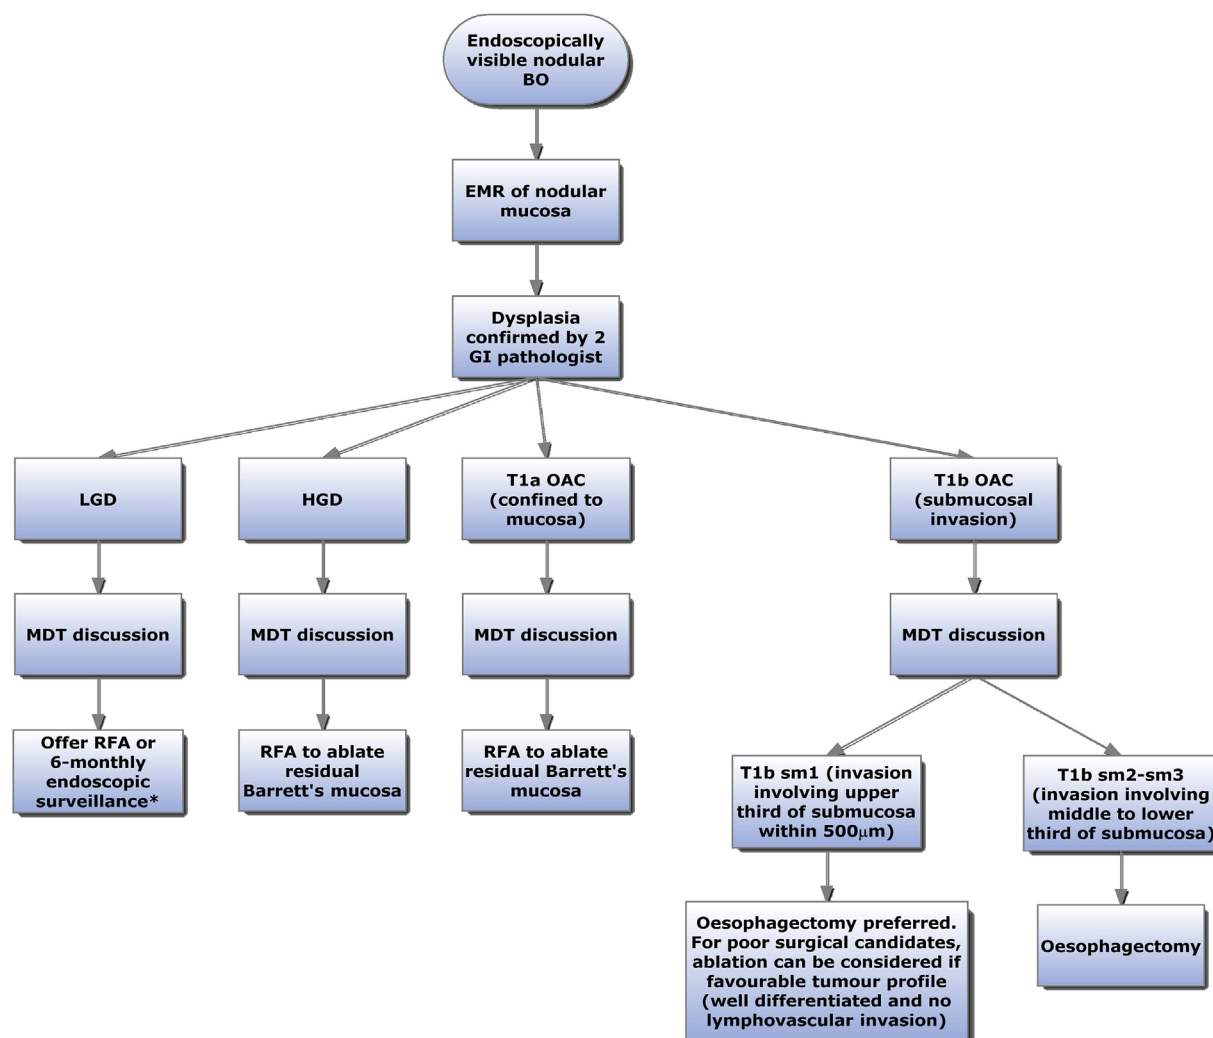 Endoscopically
visible nodular
BO
EMR of nodular
mucosa
Dysplasia
confirmed by 2
GI pathologist
LGD
HGD
T1a OAC
(confined to
mucosa)
T1b OAC
(submucosal
invasion)
MDT discussion
MDT discussion
MDT discussion
MDT discussion
Offer RFA or
6-monthly
endoscopic
surveillance*
RFA to ablate
residual
Barrett's mucosa
RFA to ablate
residual Barrett's
mucosa
T1b sm1 (invasion
involving upper
third of submucosa
within 500μm)
T1b sm2-sm3
(invasion involving
middle to lower
third of submucosa)
Oesophagectomy preferred.
For poor surgical candidates,
ablation can be considered if
favourable tumour profile
(well differentiated and no
lymphovascular invasion)
Oesophagectomy